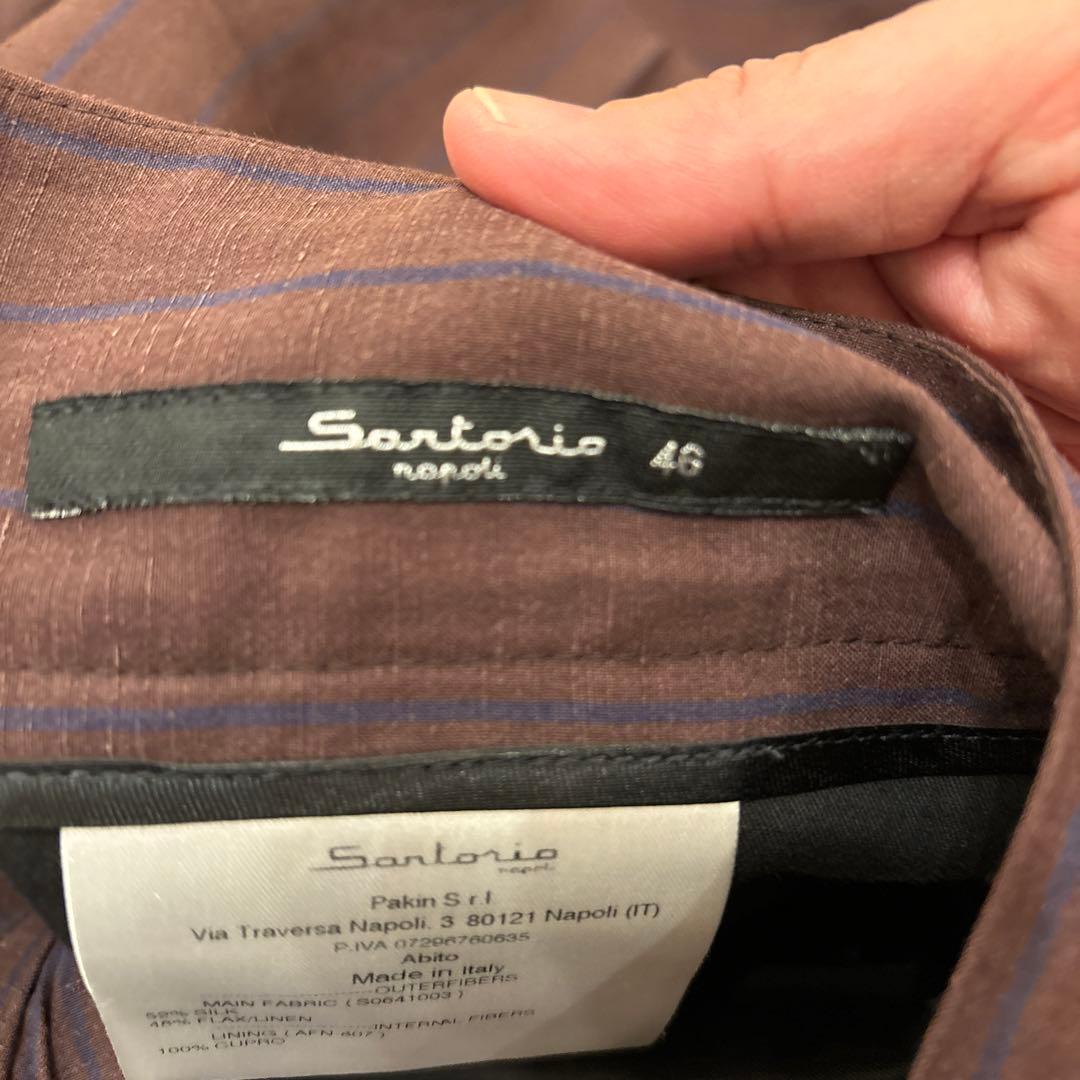 Sartorio 46
napoli
Sartorio
napoli
Pakin S r.l
Via Traversa Napoli, 3 80121 Napoli (IT)
P.IVA 07296760635
Abito
Made in Italy
OUTERFIBERS
MAIN FABRIC ( S0641003 )
52% SILK
48% FLAX/LINEN
INTERNAL FIBERS
LINING ( AFN 607 )
100% CUPRO